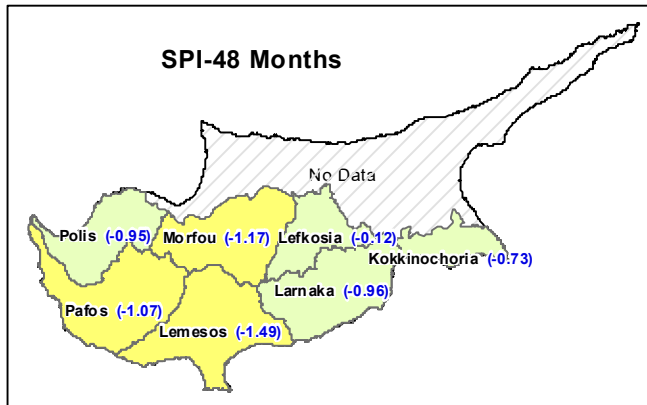 SPI-48 Months
No Data
Polis (-0.95)
Morfou (-1.17)
Lefkosia (-0.12)
Kokkinochoria (-0.73)
Larnaka (-0.96)
Pafos (-1.07)
Lemesos (-1.49)